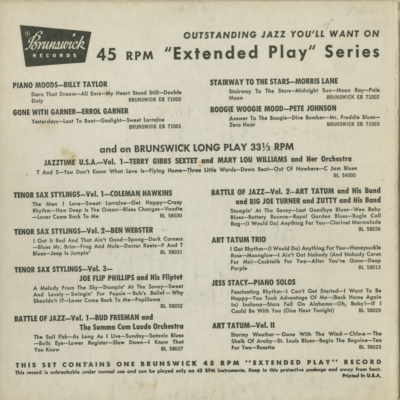 Brunswick
RECORDS
OUTSTANDING JAZZ YOU'LL WANT ON
45 RPM "Extended Play" Series
PIANO MOODS—BILLY TAYLOR
Darn That Dream—All Ears—My Heart Stood Still—Double
Duty BRUNSWICK EB 71000
GONE WITH GARNER—ERROL GARNER
Yesterdays—Lost To Boat—Gaslight—Sweet Lorraine
BRUNSWICK EB 71001
STAIRWAY TO THE STARS—MORRIS LANE
Stairway To The Stars—Midnight Sun—Moon Ray—Pale
Moon BRUNSWICK EB 71002
BOOGIE WOOGIE MOOD—PETE JOHNSON
Answer To The Boogie—Dive Bomber—Mr. Freddie Blues—
Zero Hour BRUNSWICK EB 71003
and on BRUNSWICK LONG PLAY 33⅓ RPM
JAZZTIME U.S.A.—Vol. 1—TERRY GIBBS SEXTET and MARY LOU WILLIAMS and Her Orchestra
T and S—You Don't Know What Love Is—Flying Home—Three Little Words—Down Beat—Out Of Nowhere—C Jam Blues
BL 54000
TENOR SAX STYLINGS—Vol. 1—COLEMAN HAWKINS
The Man I Love—Sweet Lorraine—Get Happy—Crazy
Rhythm—How Deep Is The Ocean—Blues Changes—Voodte
—Lover Come Back To Me BL 58030
TENOR SAX STYLINGS—Vol. 2—BEN WEBSTER
I Got It Bad And That Ain't Good—Spang—Dark Corners
—Blues Mr. Brim—Frog And Mule—Doctor Keets—P And T
Blues—Jeep Is Jumpin' BL 58031
TENOR SAX STYLINGS—Vol. 3—
JOE FLIP PHILLIPS and His Fliptet
A Melody From The Sky—Stompin' At The Savoy—Sweet
And Lovely—Swingin' For Popsie—Bob's Belief—Why
Shouldn't I?—Lover Come Back To Me—Papilloma
BL 58032
BATTLE OF JAZZ—Vol. 1—BUD FREEMAN and
The Summa Cum Laude Orchestra
The Sail Fish—As Long As I Live—Sunday—Satanic Blues
—Bulls Eye—Lower Register—Slow Down—I Know That
You Know BL 58037
BATTLE OF JAZZ—Vol. 2—ART TATUM and His Band
and BIG JOE TURNER and ZUTTY and His Band
Stumpin' At The Savoy—Last Goodbye Blues—Wee Baby
Blues—Battery Bounce—Royal Garden Blues—Bugle Call
Rag—(I Would Do) Anything For You—Clarinet Marmalade
BL 58038
ART TATUM TRIO
I Got Rhythm—(I Would Do) Anything For You—Honeysuckle
Rose—Moonglow—I Ain't Got Nobody (And Nobody Cares
For Me)—Cocktails For Two—After You've Gone—Deep
Purple BL 58013
JESS STACY—PIANO SOLOS
Fascinating Rhythm—I Can't Get Started—I Want To Be
Happy—You Took Advantage Of Me—(Back Home Again
In) Indiana—Stars Fell On Alabama—Oh, Baby!—If I
Could Be With You (One Hour Tonight) BL 58029
ART TATUM—Vol. II
Stormy Weather—Gone With The Wind—Chlo-e—The
Sheik Of Araby—St. Louis Blues—Begin The Beguine—Tea
For Two—Rosetta BL 58023
THIS SET CONTAINS ONE BRUNSWICK 45 RPM "EXTENDED PLAY" RECORD
This record is unbreakable under normal use and can be played only on 45 RPM instruments. Keep in this protective package and away from heat.
Printed in U.S.A.